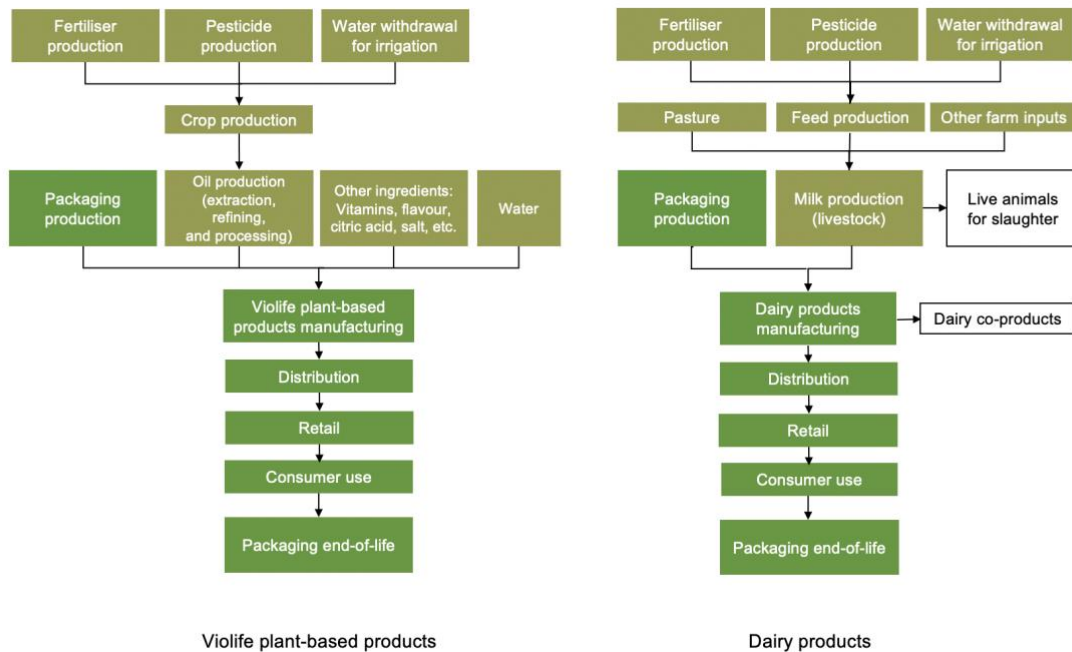 Fertiliser
production
Pesticide
production
Water withdrawal
for irrigation
Crop production
Packaging
production
Oil production
(extraction,
refining,
and processing)
Other ingredients:
Vitamins, flavour,
citric acid, salt, etc.
Water
Violife plant-based
products manufacturing
Distribution
Retail
Consumer use
Packaging end-of-life
Violife plant-based products
Fertiliser
production
Pesticide
production
Water withdrawal
for irrigation
Pasture
Feed production
Other farm inputs
Packaging
production
Milk production
(livestock)
Live animals
for slaughter
Dairy products
manufacturing
Dairy co-products
Distribution
Retail
Consumer use
Packaging end-of-life
Dairy products